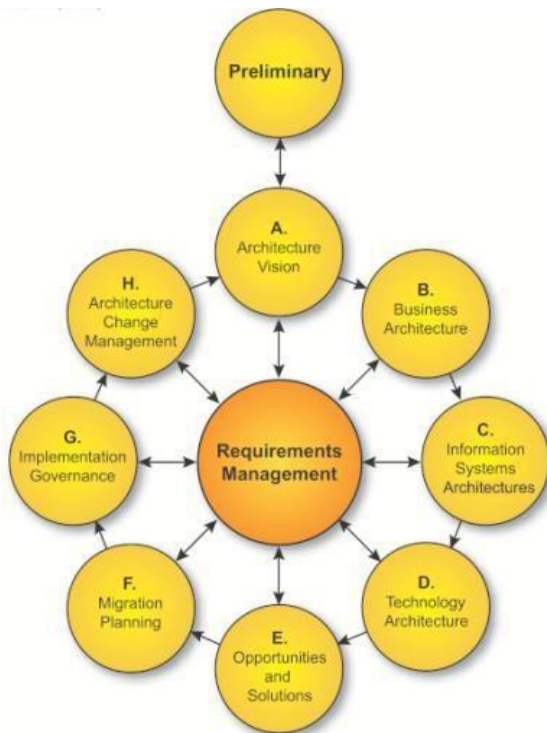 Preliminary
A.
Architecture
Vision
B.
Business
Architecture
C.
Information
Systems
Architectures
D.
Technology
Architecture
E.
Opportunities
and
Solutions
F.
Migration
Planning
G.
Implementation
Governance
H.
Architecture
Change
Management
Requirements
Management